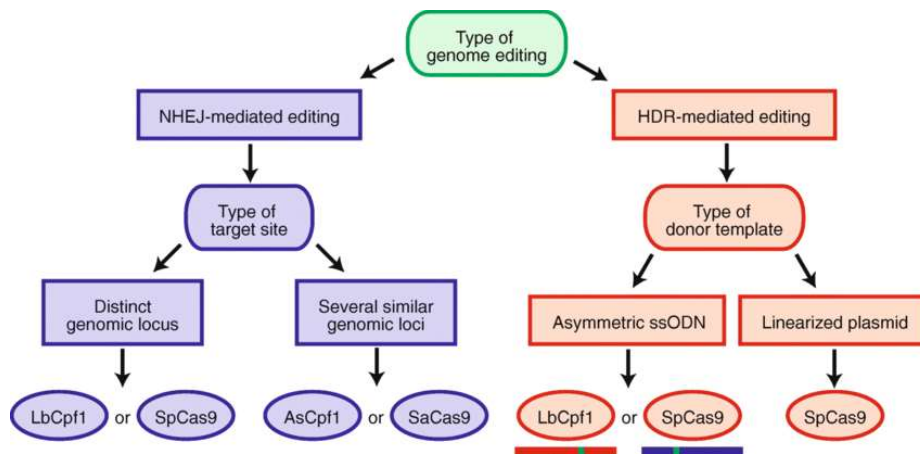 Type of
genome editing
NHEJ-mediated editing
HDR-mediated editing
Type of
target site
Type of
donor template
Distinct
genomic locus
Several similar
genomic loci
Asymmetric ssODN
Linearized plasmid
LbCpf1 or SpCas9
AsCpf1 or SaCas9
LbCpf1 or SpCas9
SpCas9